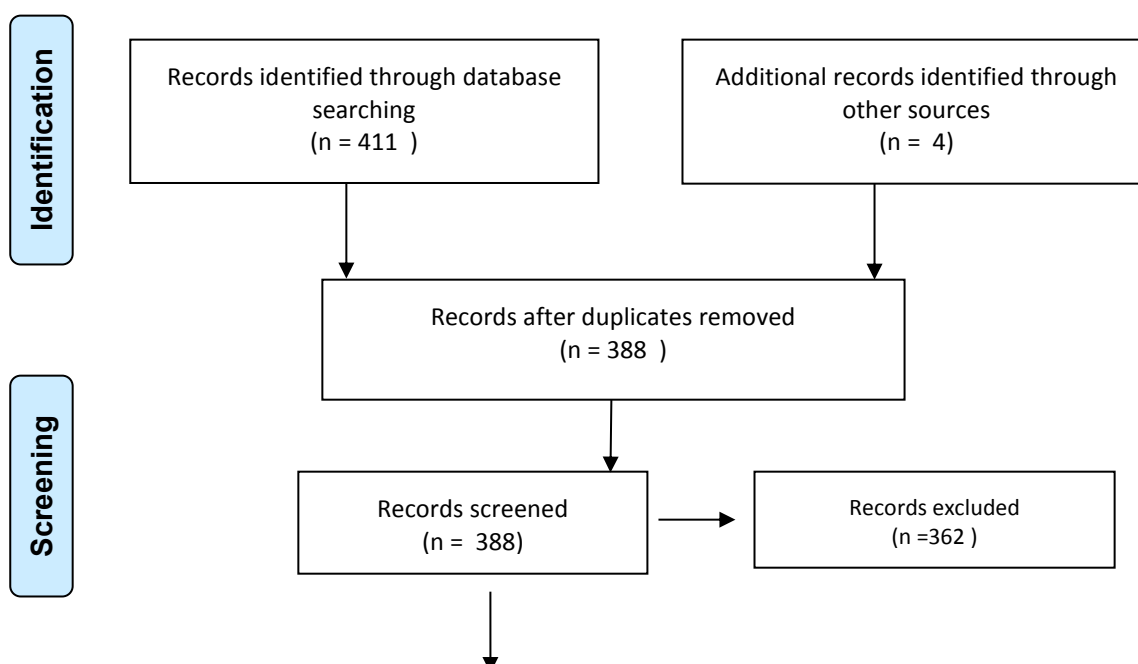 Identification
Records identified through database
searching
(n = 411  )
Additional records identified through
other sources
(n =  4)
Records after duplicates removed
(n = 388  )
Screening
Records screened
(n =  388)
Records excluded
(n =362 )